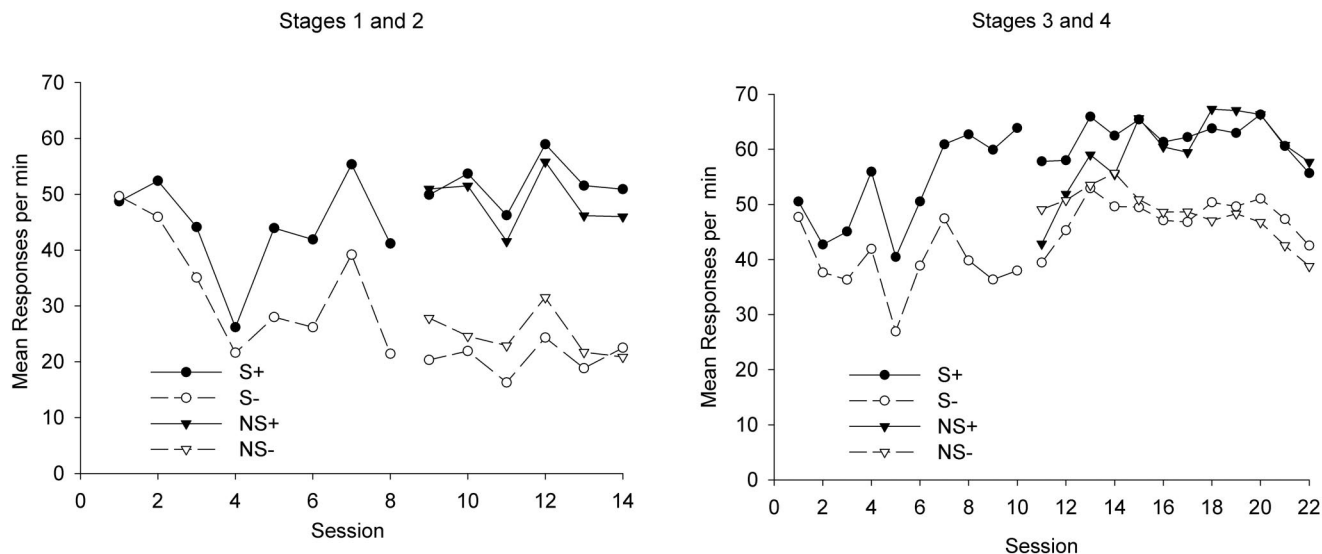 Stages 1 and 2
70
60
50
40
30
20
10
0
Mean Responses per min
S+
S-
NS+
NS-
0 2 4 6 8 10 12 14
Session
Stages 3 and 4
70
60
50
40
30
20
10
0
Mean Responses per min
S+
S-
NS+
NS-
0 2 4 6 8 10 12 14 16 18 20 22
Session